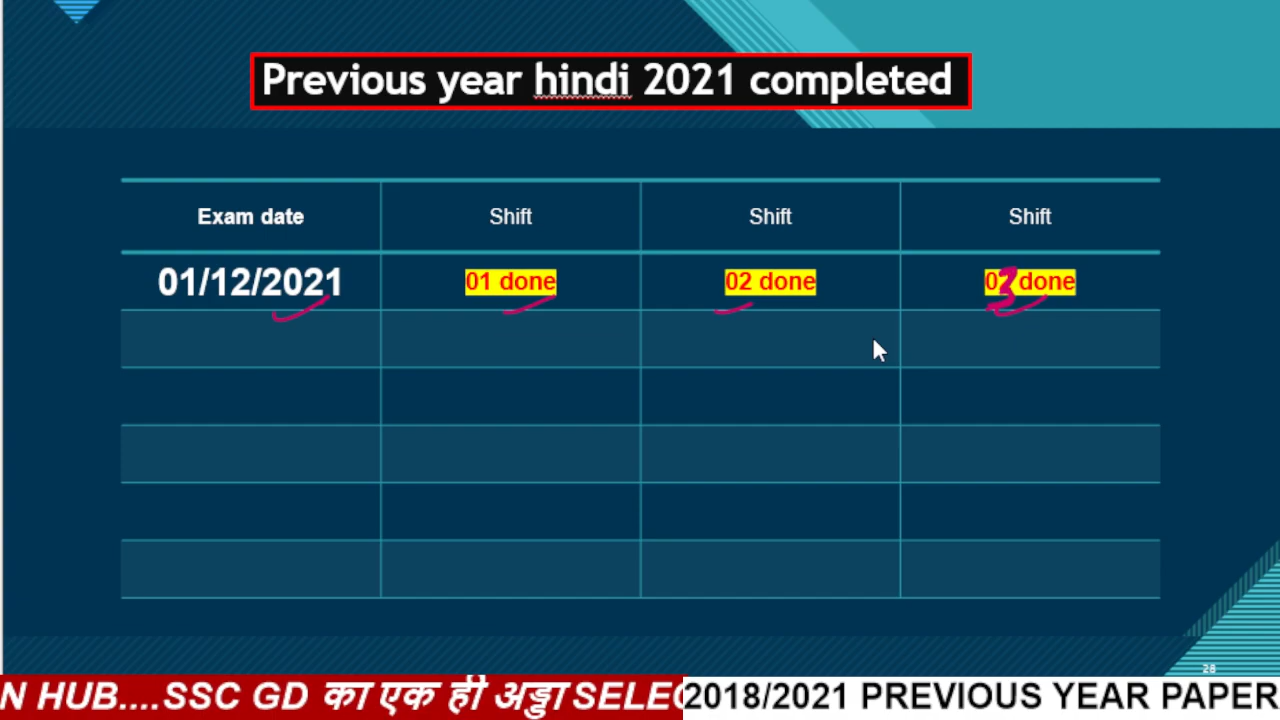 Previous year hindi 2021 completed
Exam date Shift Shift Shift
01/12/2021 01 done 02 done 03 done
28
N HUB....SSC GD का एक ही अड्डा SELEC 2018/2021 PREVIOUS YEAR PAPER